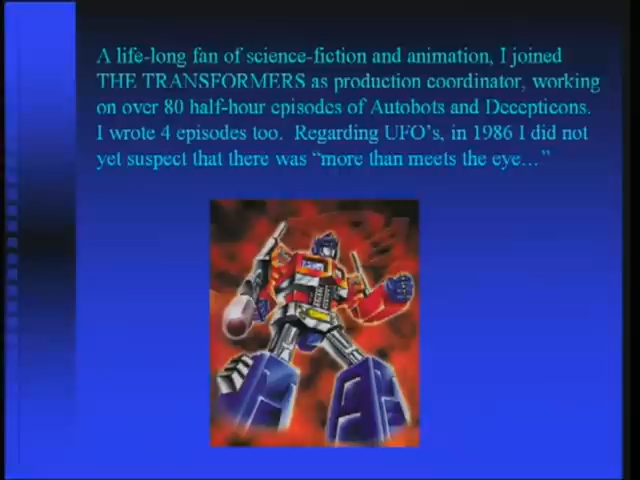 A life-long fan of science-fiction and animation, I joined
THE TRANSFORMERS as production coordinator, working
on over 80 half-hour episodes of Autobots and Decepticons.
I wrote 4 episodes too.  Regarding UFO's, in 1986 I did not
yet suspect that there was “more than meets the eye…”